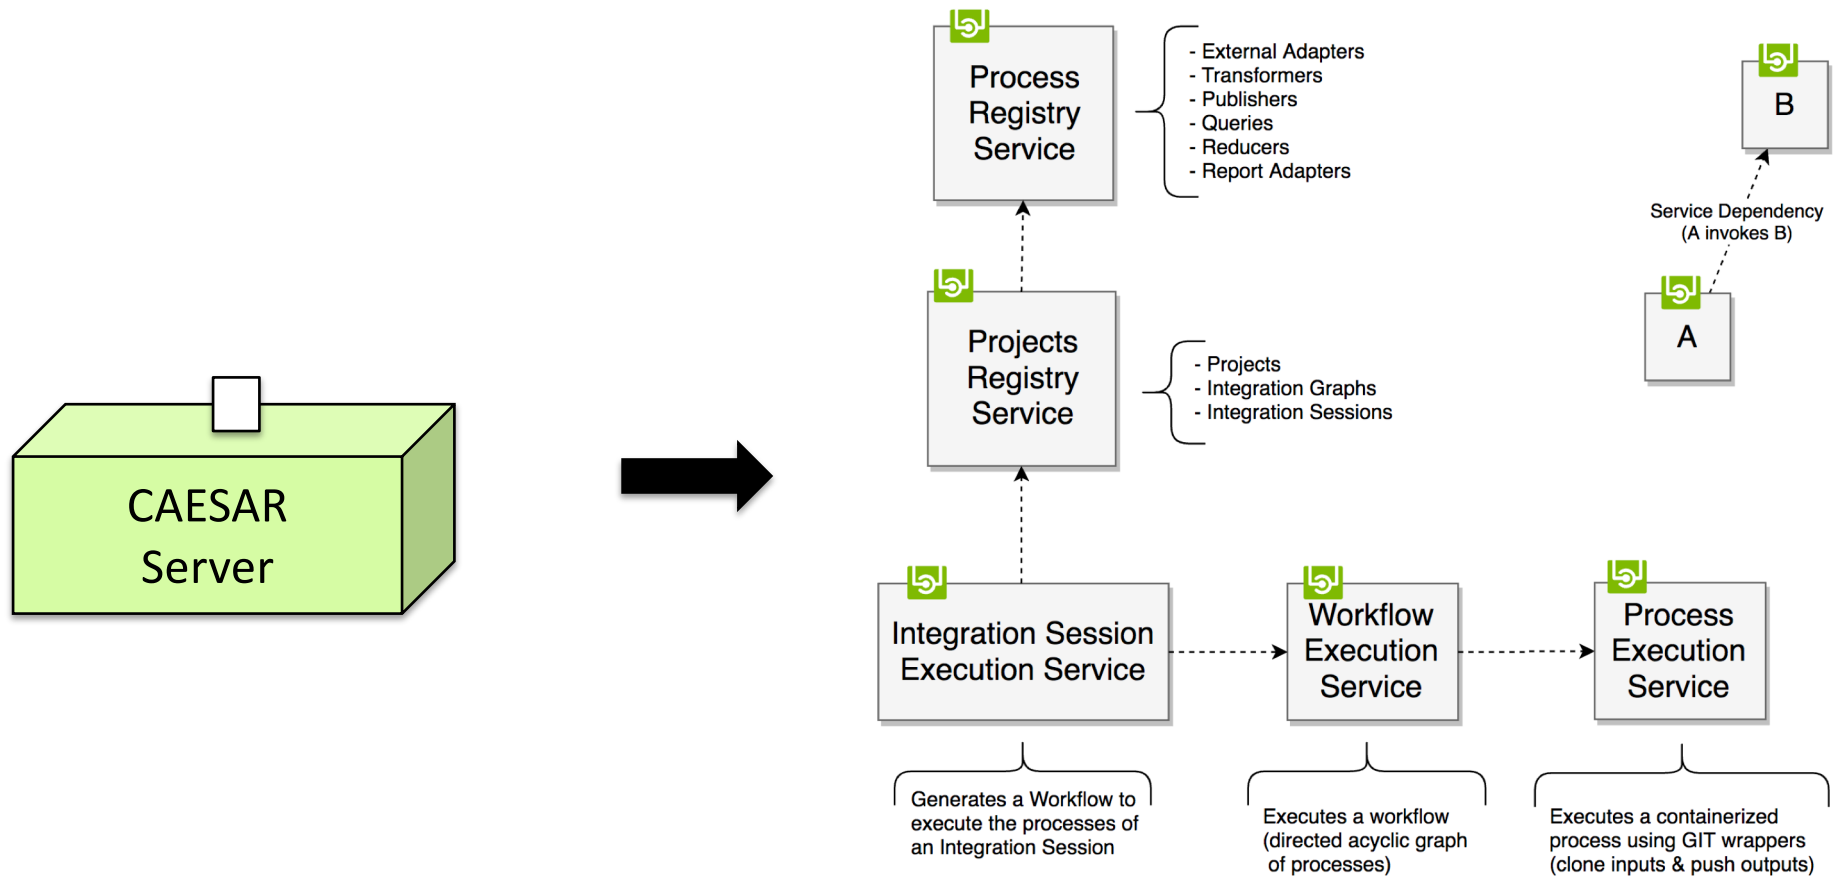 CAESAR
Server
Process
Registry
Service
- External Adapters
- Transformers
- Publishers
- Queries
- Reducers
- Report Adapters
B
Service Dependency
(A invokes B)
A
Projects
Registry
Service
- Projects
- Integration Graphs
- Integration Sessions
Integration Session
Execution Service
Workflow
Execution
Service
Process
Execution
Service
Generates a Workflow to
execute the processes of
an Integration Session
Executes a workflow
(directed acyclic graph
of processes)
Executes a containerized
process using GIT wrappers
(clone inputs & push outputs)